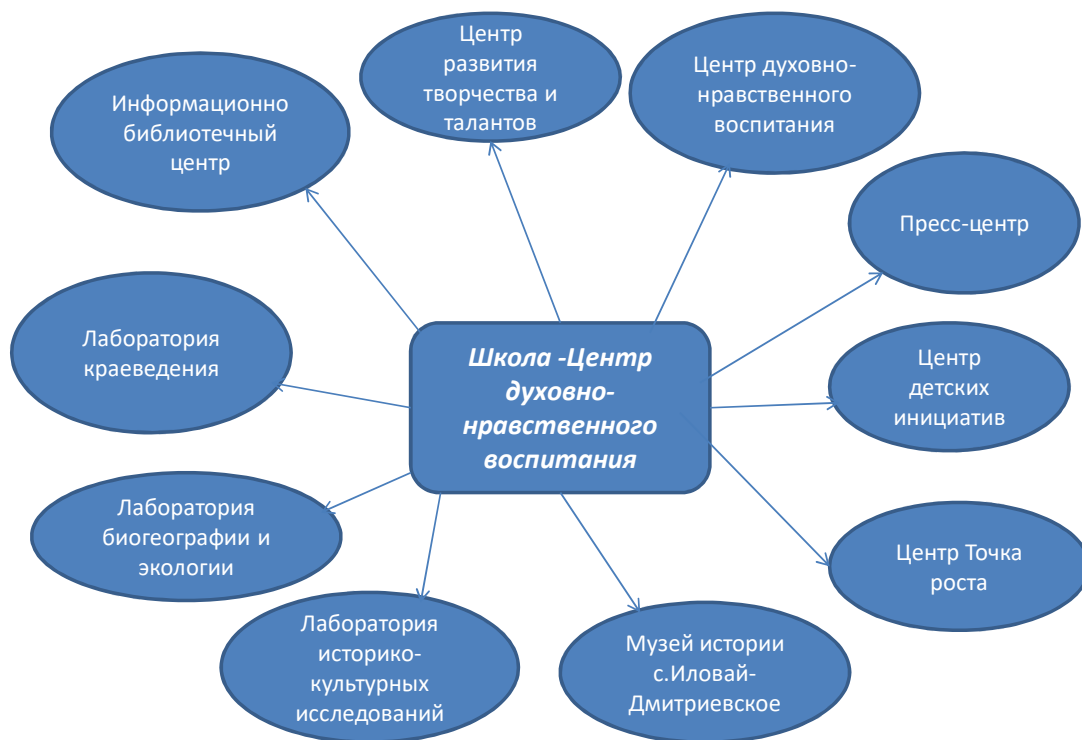 Центр
развития
творчества и
талантов
Центр духовно-
нравственного
воспитания
Информационно
библиотечный
центр
Пресс-центр
Лаборатория
краеведения
Школа -Центр
духовно-
нравственного
воспитания
Центр
детских
инициатив
Лаборатория
биогеографии и
экологии
Центр Точка
роста
Лаборатория
историко-
культурных
исследований
Музей истории
с.Иловай-
Дмитриевское